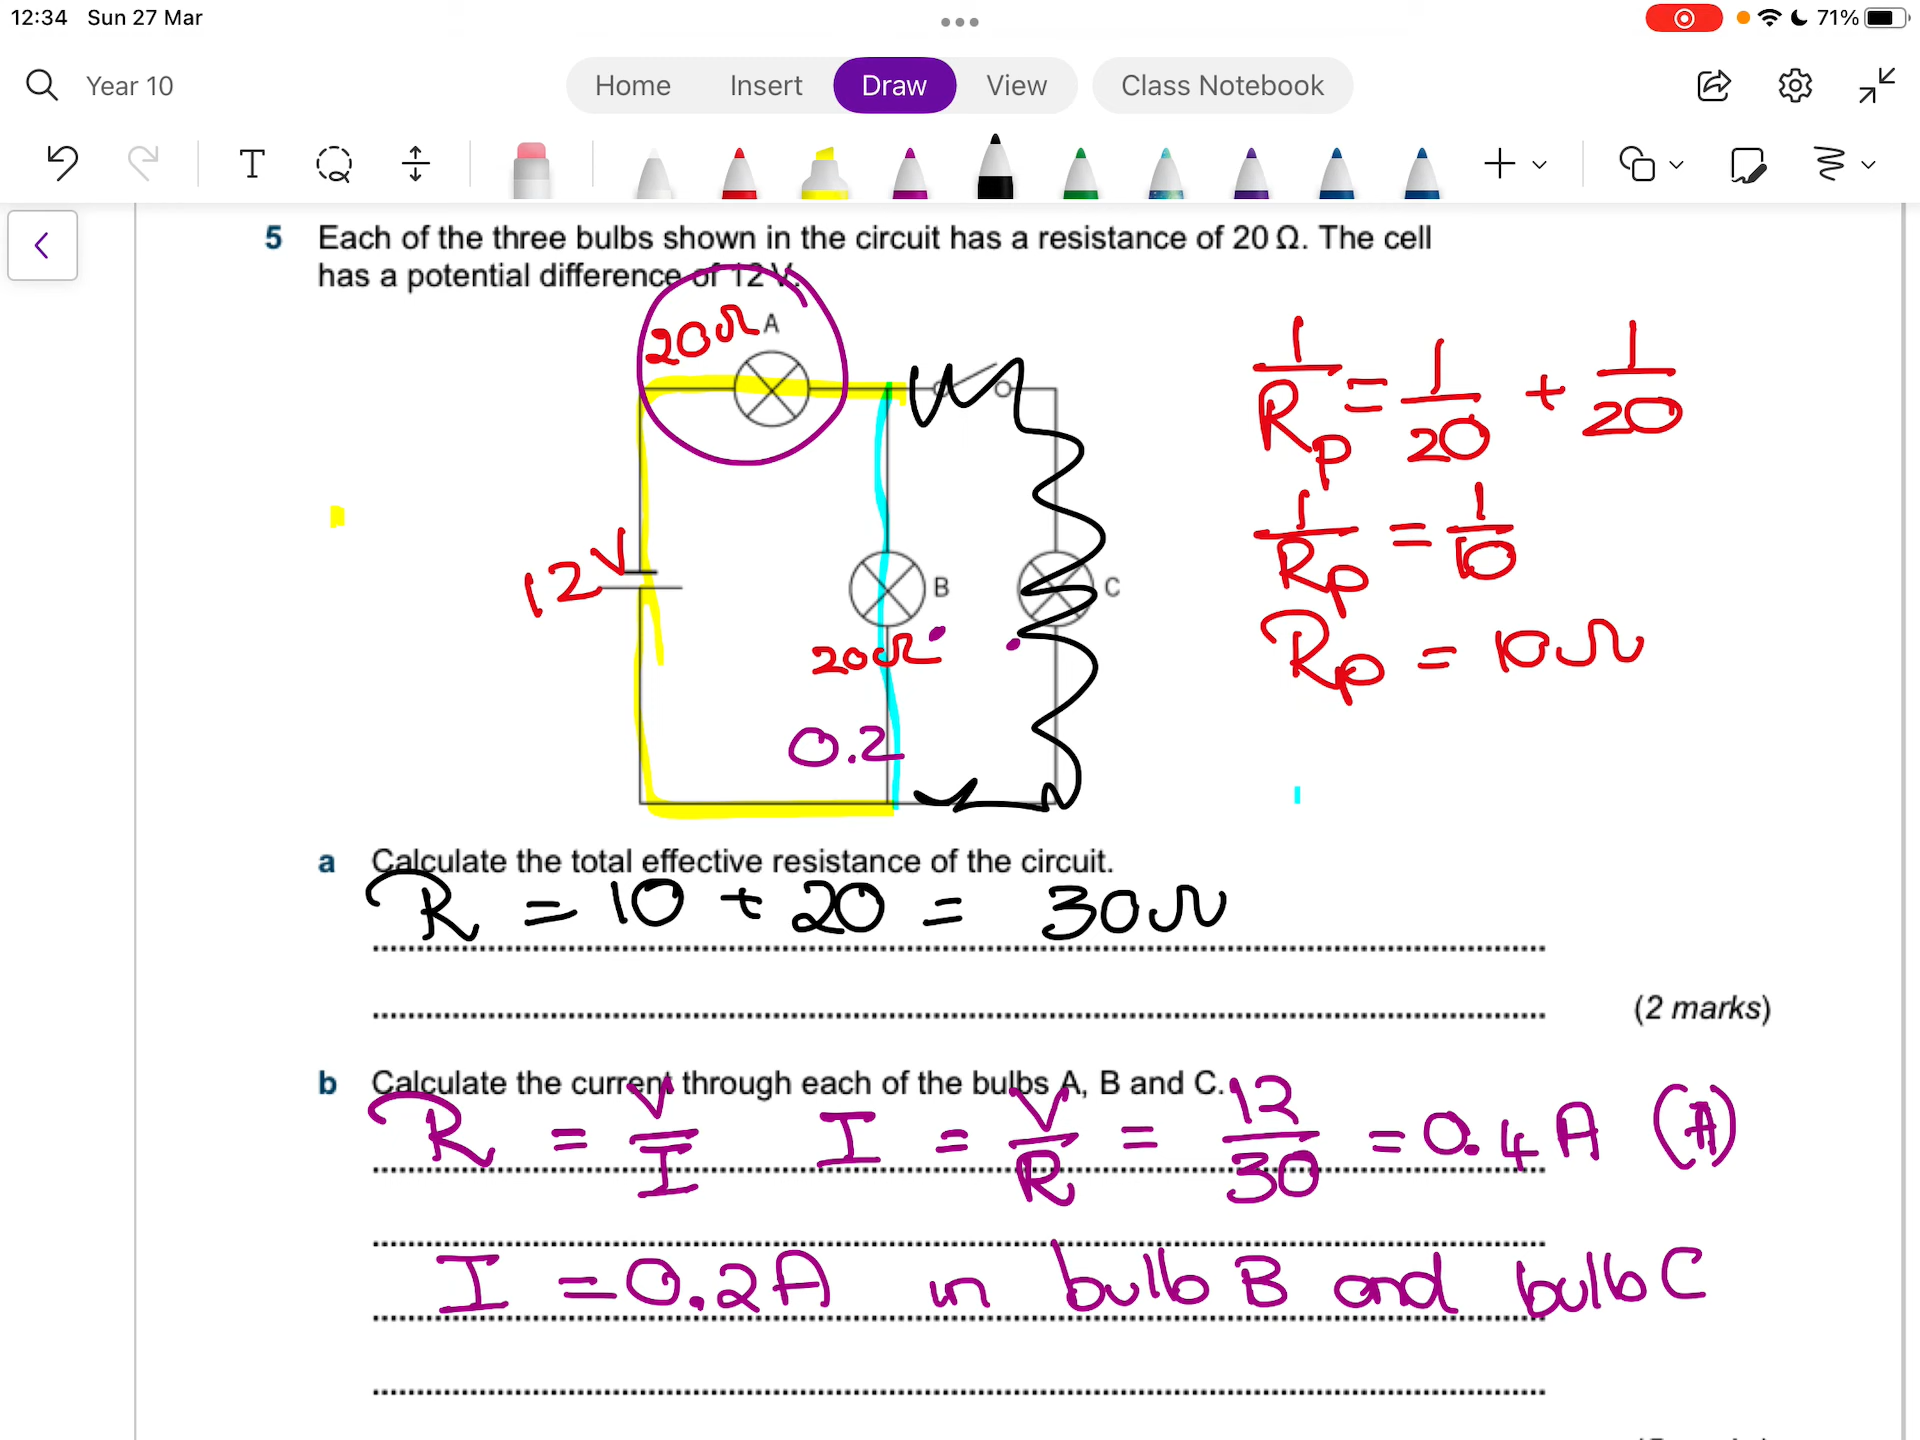 12:34 Sun 27 Mar
71%
Year 10
Home Insert Draw View Class Notebook
T
5 Each of the three bulbs shown in the circuit has a resistance of 20 Ω. The cell
has a potential difference of 12 V.
20Ω A
12V
B
C
20Ω
0.2
1/Rp = 1/20 + 1/20
1/Rp = 1/10
Rp = 10Ω
a Calculate the total effective resistance of the circuit.
R = 10 + 20 = 30Ω
(2 marks)
b Calculate the current through each of the bulbs A, B and C.
R = V/I I = V/R = 12/30 = 0.4A (A)
I = 0.2A in bulb B and bulb C